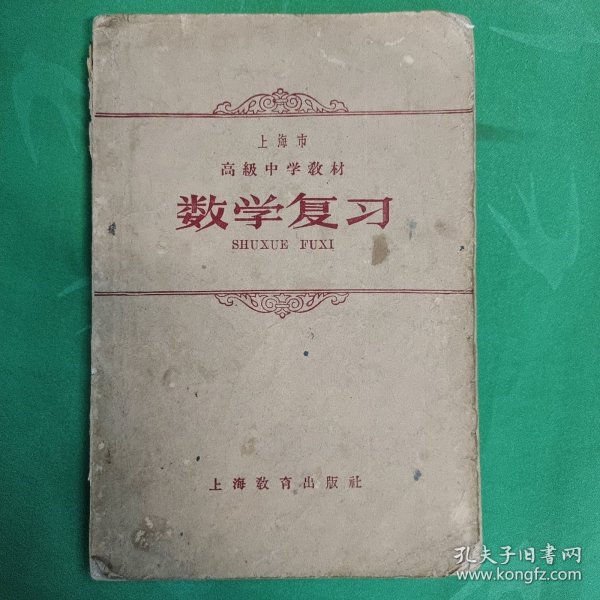 上海市
高級中学教材
数学复习
SHUXUE FUXI
上海教育出版社
孔夫子旧书网
www.kongfz.com